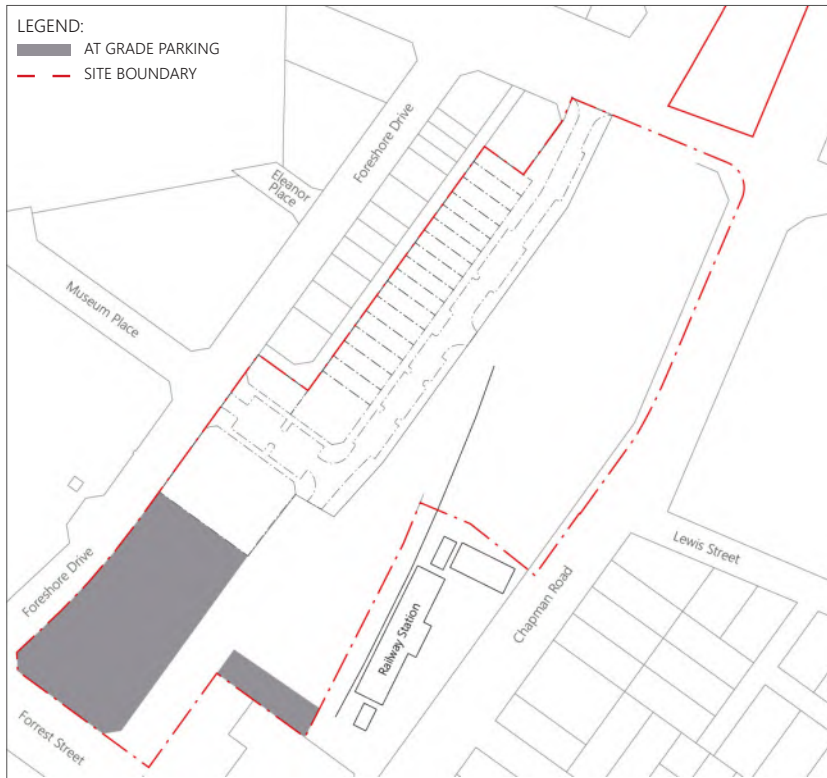 LEGEND:
AT GRADE PARKING
SITE BOUNDARY
Foreshore Drive
Eleanor
Place
Museum Place
Lewis Street
Foreshore Drive
Chapman Road
Railway Station
Forrest Street